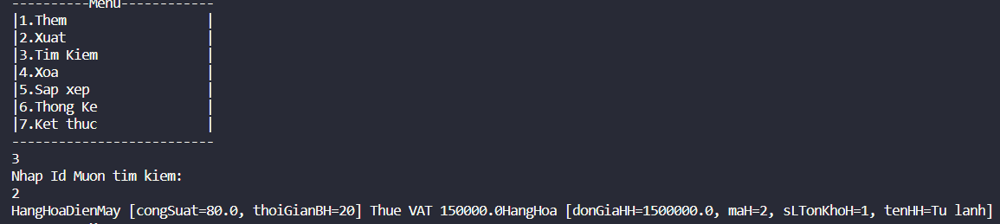 ----------Menu------------
|1.Them                  |
|2.Xuat                  |
|3.Tim Kiem              |
|4.Xoa                   |
|5.Sap xep               |
|6.Thong Ke              |
|7.Ket thuc              |
--------------------------
3
Nhap Id Muon tim kiem:
2
HangHoaDienMay [congSuat=80.0, thoiGianBH=20] Thue VAT 150000.0HangHoa [donGiaHH=1500000.0, maH=2, sLTonKhoH=1, tenHH=Tu lanh]